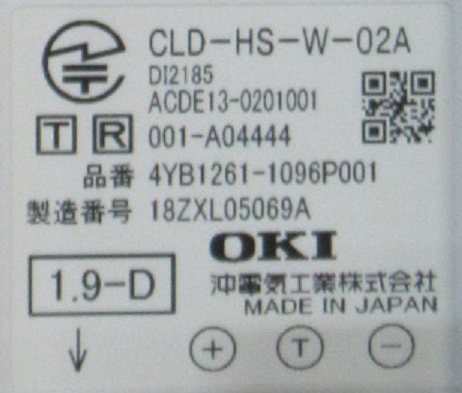 CLD-HS-W-02A
DI2185
ACDE13-0201001
T R 001-A04444
品番 4YB1261-1096P001
製造番号 18ZXL05069A
OKI
1.9-D
沖電気工業株式会社
MADE IN JAPAN
↓ + T −